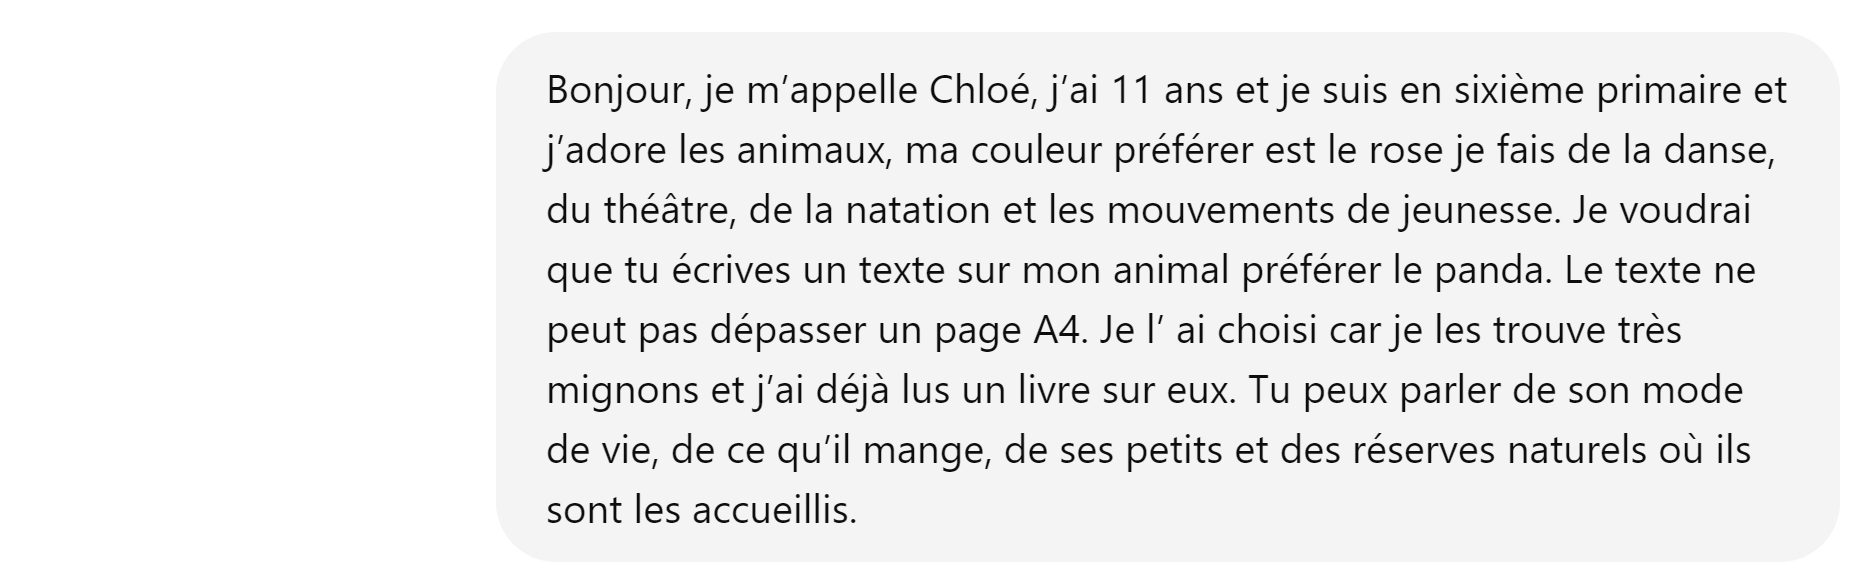 Bonjour, je m’appelle Chloé, j’ai 11 ans et je suis en sixième primaire et
j’adore les animaux, ma couleur préférer est le rose je fais de la danse,
du théâtre, de la natation et les mouvements de jeunesse. Je voudrai
que tu écrives un texte sur mon animal préférer le panda. Le texte ne
peut pas dépasser un page A4. Je l’ ai choisi car je les trouve très
mignons et j’ai déjà lus un livre sur eux. Tu peux parler de son mode
de vie, de ce qu’il mange, de ses petits et des réserves naturels où ils
sont les accueillis.